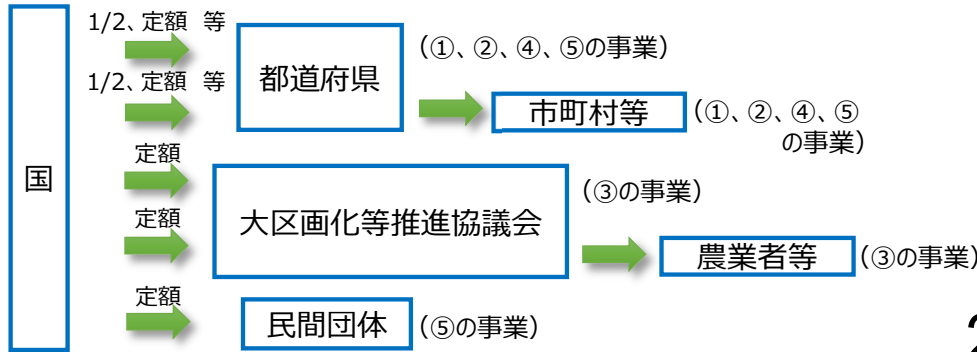 国
1/2、定額 等
1/2、定額 等
都道府県
（①、②、④、⑤の事業）
市町村等
（①、②、④、⑤
の事業）
定額
定額
大区画化等推進協議会
（③の事業）
農業者等
（③の事業）
定額
民間団体
（⑤の事業）